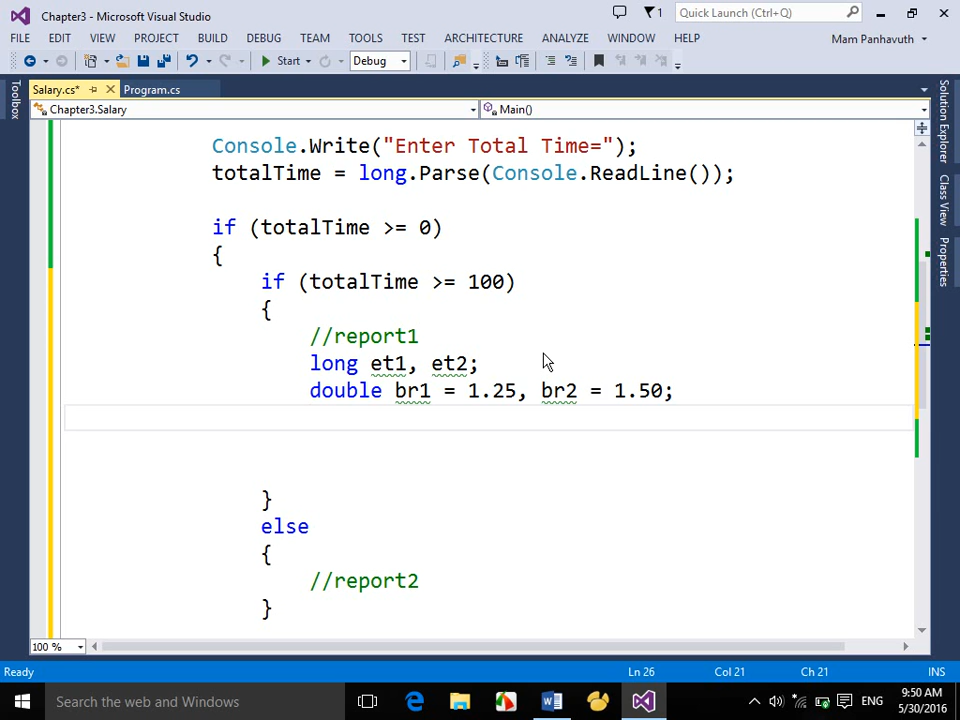 Chapter3 - Microsoft Visual Studio
1
Quick Launch (Ctrl+Q)
FILE EDIT VIEW PROJECT BUILD DEBUG TEAM TOOLS TEST ARCHITECTURE ANALYZE WINDOW HELP
Mam Panhavuth
Start Debug
Salary.cs* Program.cs
Chapter3.Salary Main()
Toolbox
Solution Explorer
Class View
Properties
Console.Write("Enter Total Time=");
totalTime = long.Parse(Console.ReadLine());
if (totalTime >= 0)
{
if (totalTime >= 100)
{
//report1
long et1, et2;
double br1 = 1.25, br2 = 1.50;
}
else
{
//report2
}
100 %
Ready Ln 26 Col 21 Ch 21 INS
Search the web and Windows
ENG
9:50 AM
5/30/2016